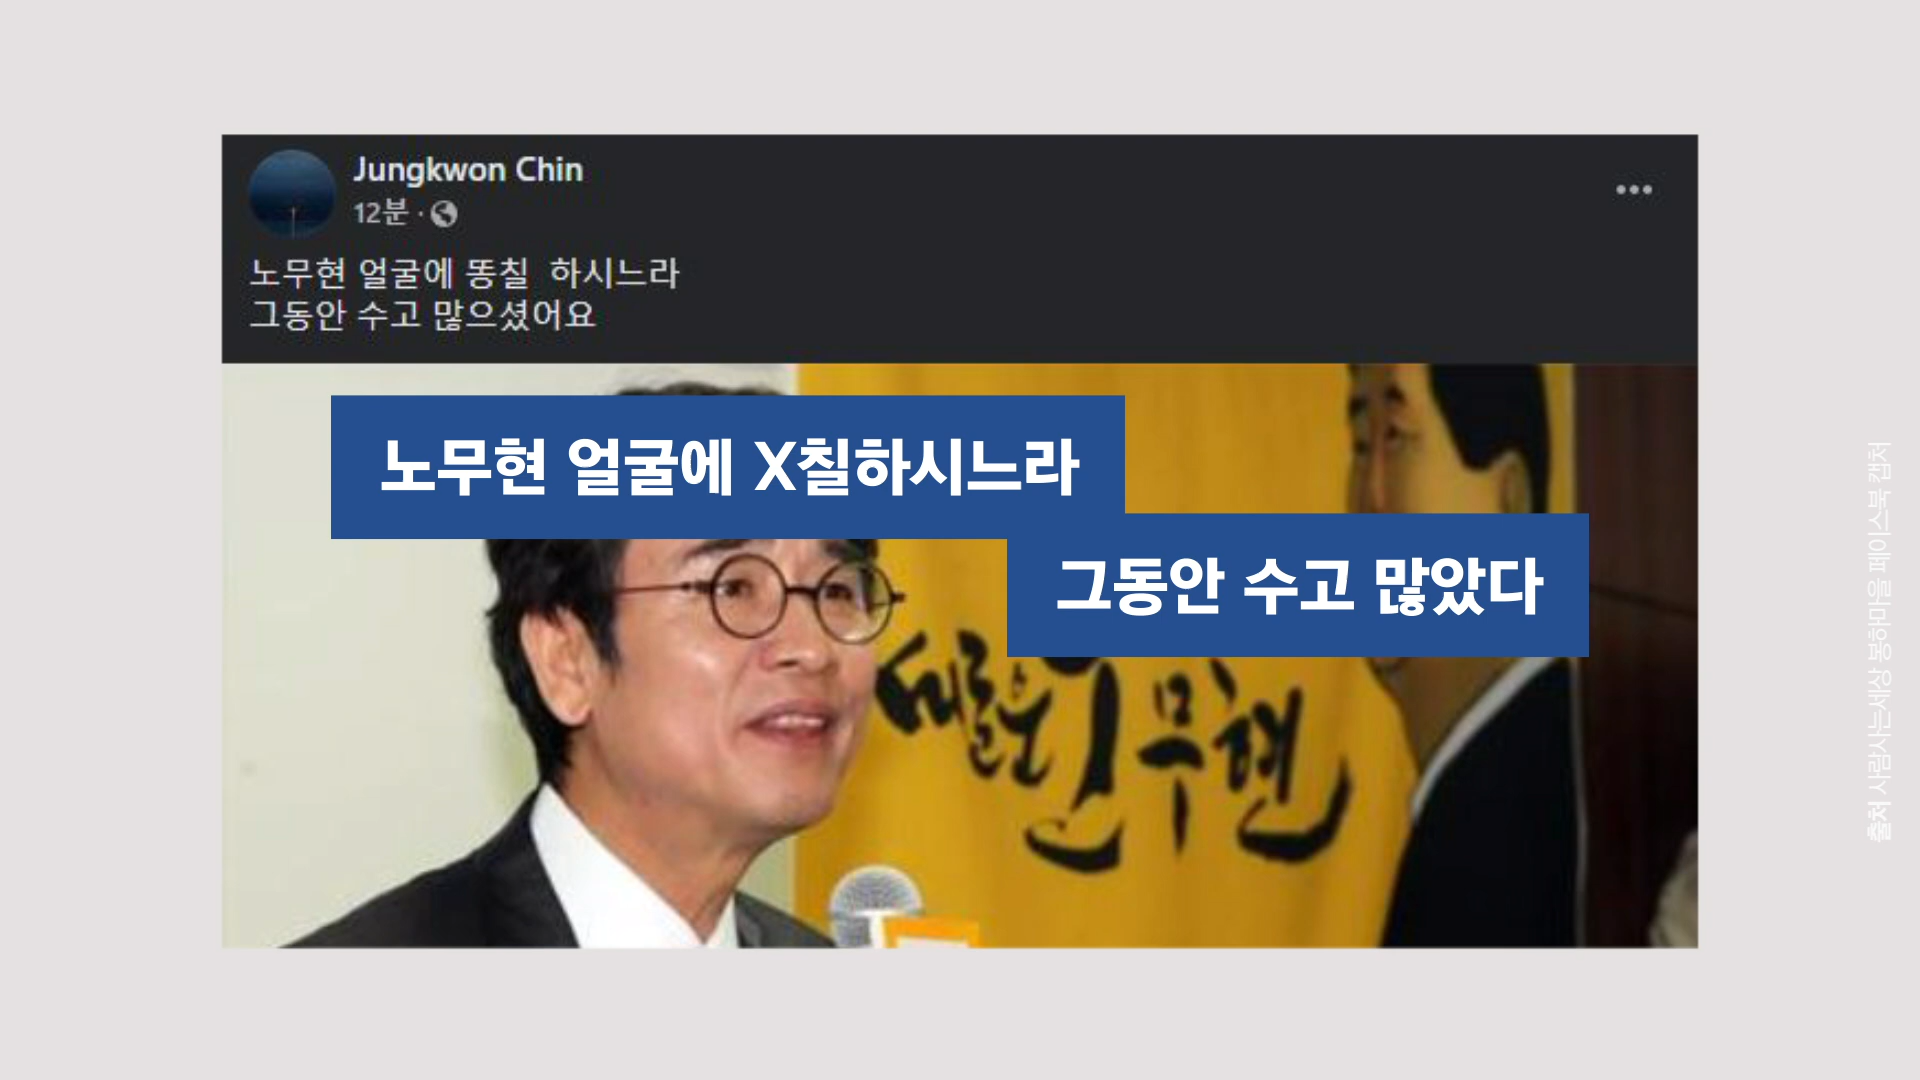 Jungkwon Chin
12분 ·
노무현 얼굴에 똥칠 하시느라
그동안 수고 많으셨어요
노무현 얼굴에 X칠하시느라
그동안 수고 많았다
무현
출처 사람사는세상 봉하마을 페이스북 캡처